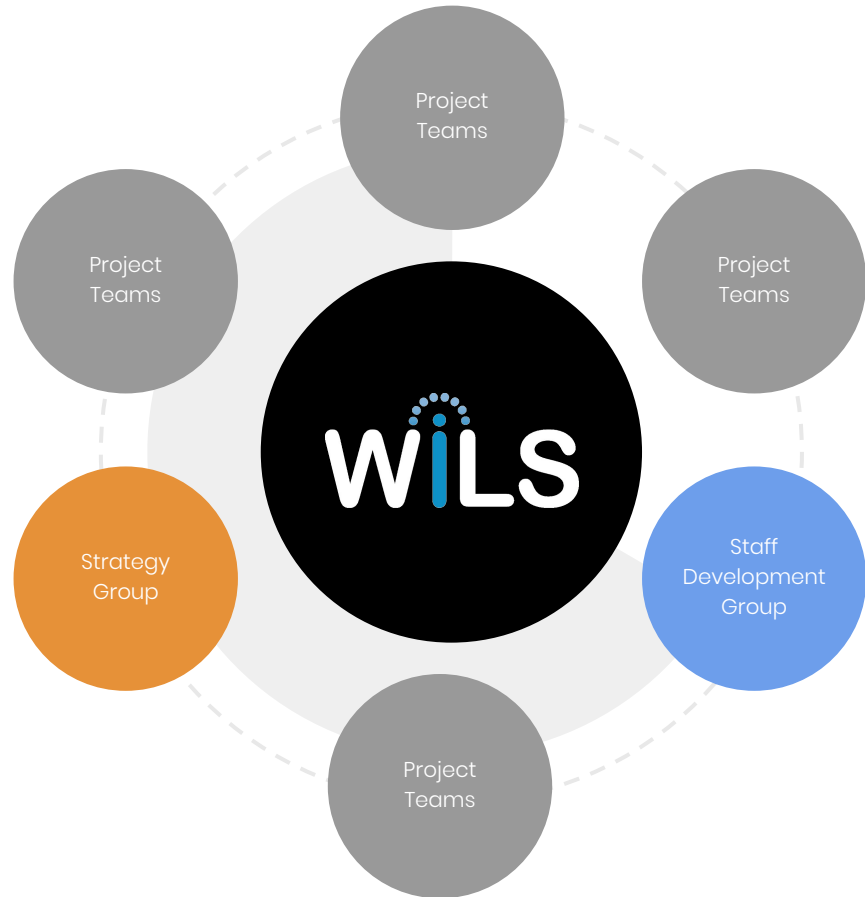 Project
Teams
Project
Teams
Project
Teams
WiLS
Strategy
Group
Staff
Development
Group
Project
Teams